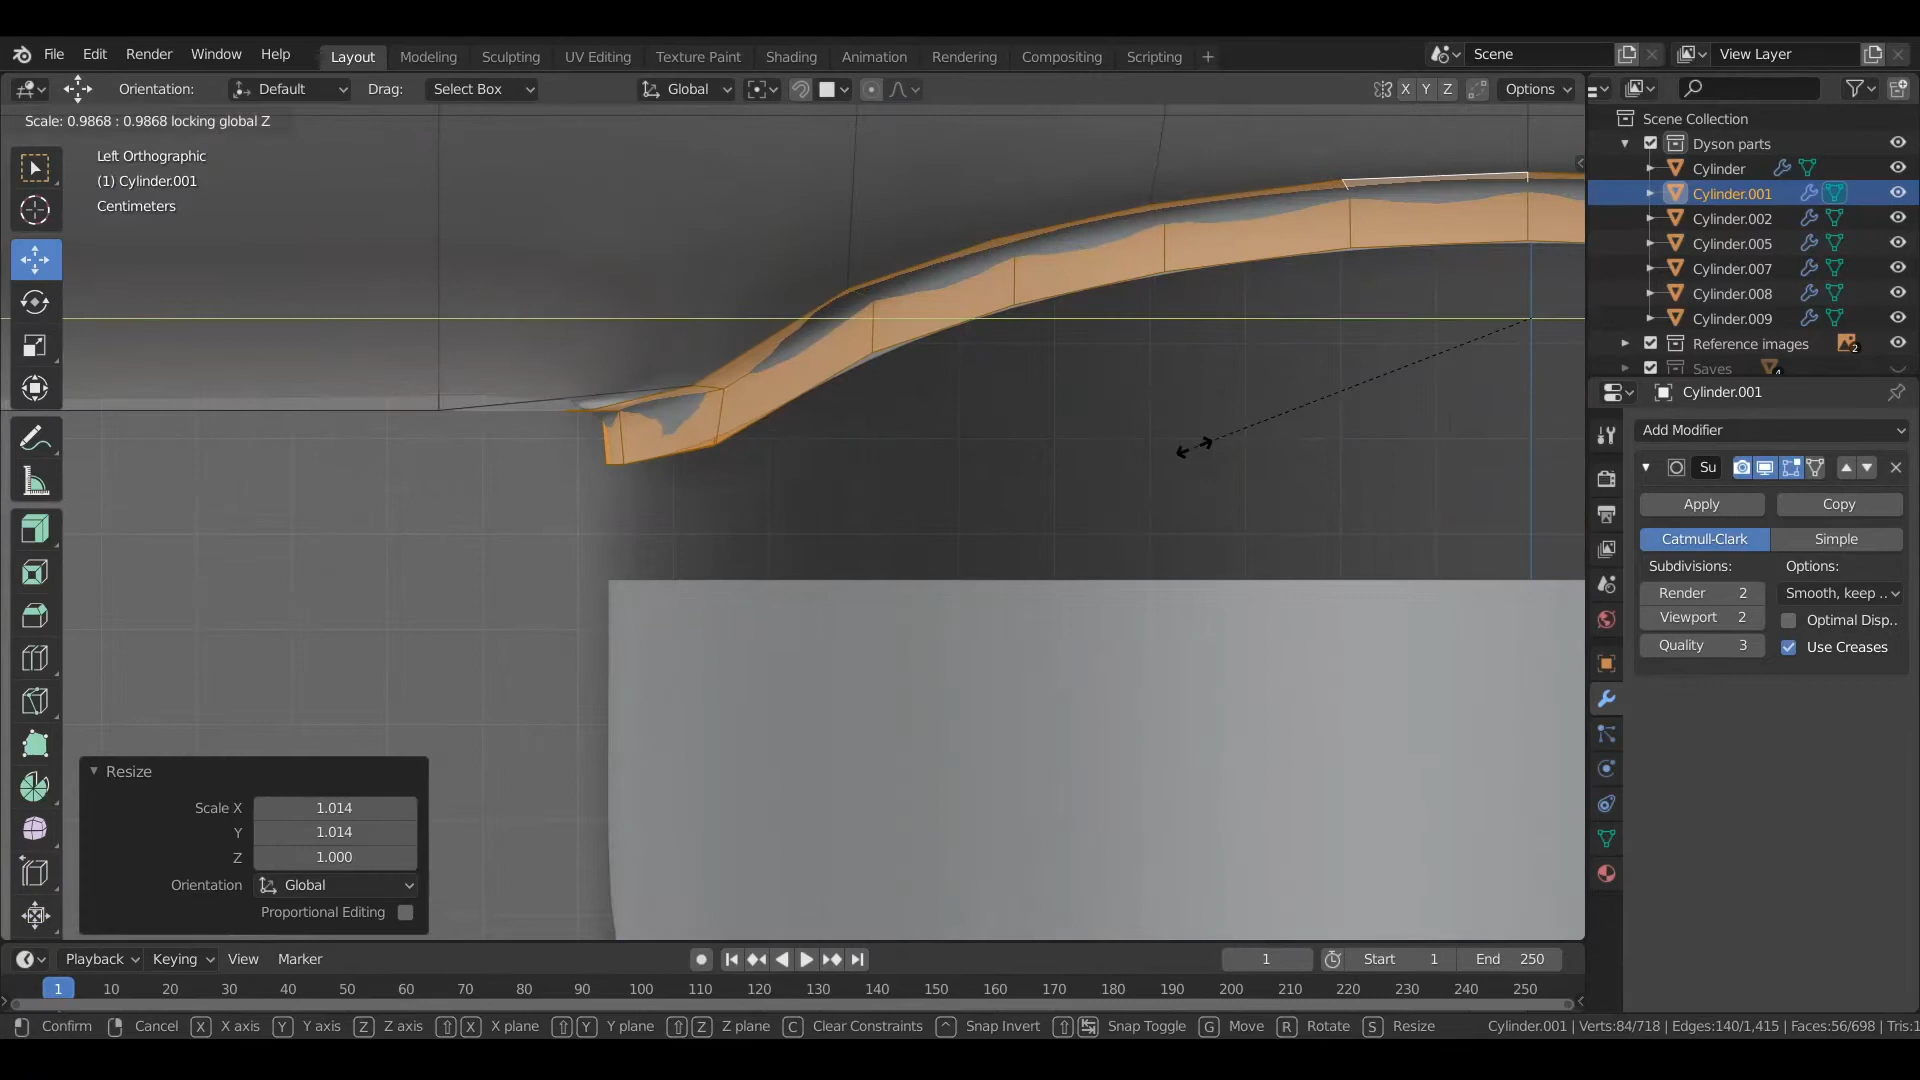 File Edit Render Window Help Layout Modeling Sculpting UV Editing Texture Paint Shading Animation Rendering Compositing Scripting Scene View Layer
Orientation: Default Drag: Select Box Global X Y Z Options
Scale: 0.9868 : 0.9868 locking global Z
Left Orthographic
(1) Cylinder.001
Centimeters
Scene Collection
Dyson parts
Cylinder
Cylinder.001
Cylinder.002
Cylinder.005
Cylinder.007
Cylinder.008
Cylinder.009
Reference images 2
Saves
Cylinder.001
Add Modifier
Su
Apply Copy
Catmull-Clark Simple
Subdivisions: Options:
Render 2 Smooth, keep ..
Viewport 2 Optimal Disp..
Quality 3 Use Creases
Resize
Scale X 1.014
Y 1.014
Z 1.000
Orientation Global
Proportional Editing
Playback Keying View Marker 1 Start 1 End 250
1 10 20 30 40 50 60 70 80 90 100 110 120 130 140 150 160 170 180 190 200 210 220 230 240 250
Confirm Cancel X X axis Y Y axis Z Z axis X X plane Y Y plane Z Z plane C Clear Constraints Snap Invert Snap Toggle G Move R Rotate S Resize Cylinder.001 | Verts:84/718 | Edges:140/1,415 | Faces:56/698 | Tris:1